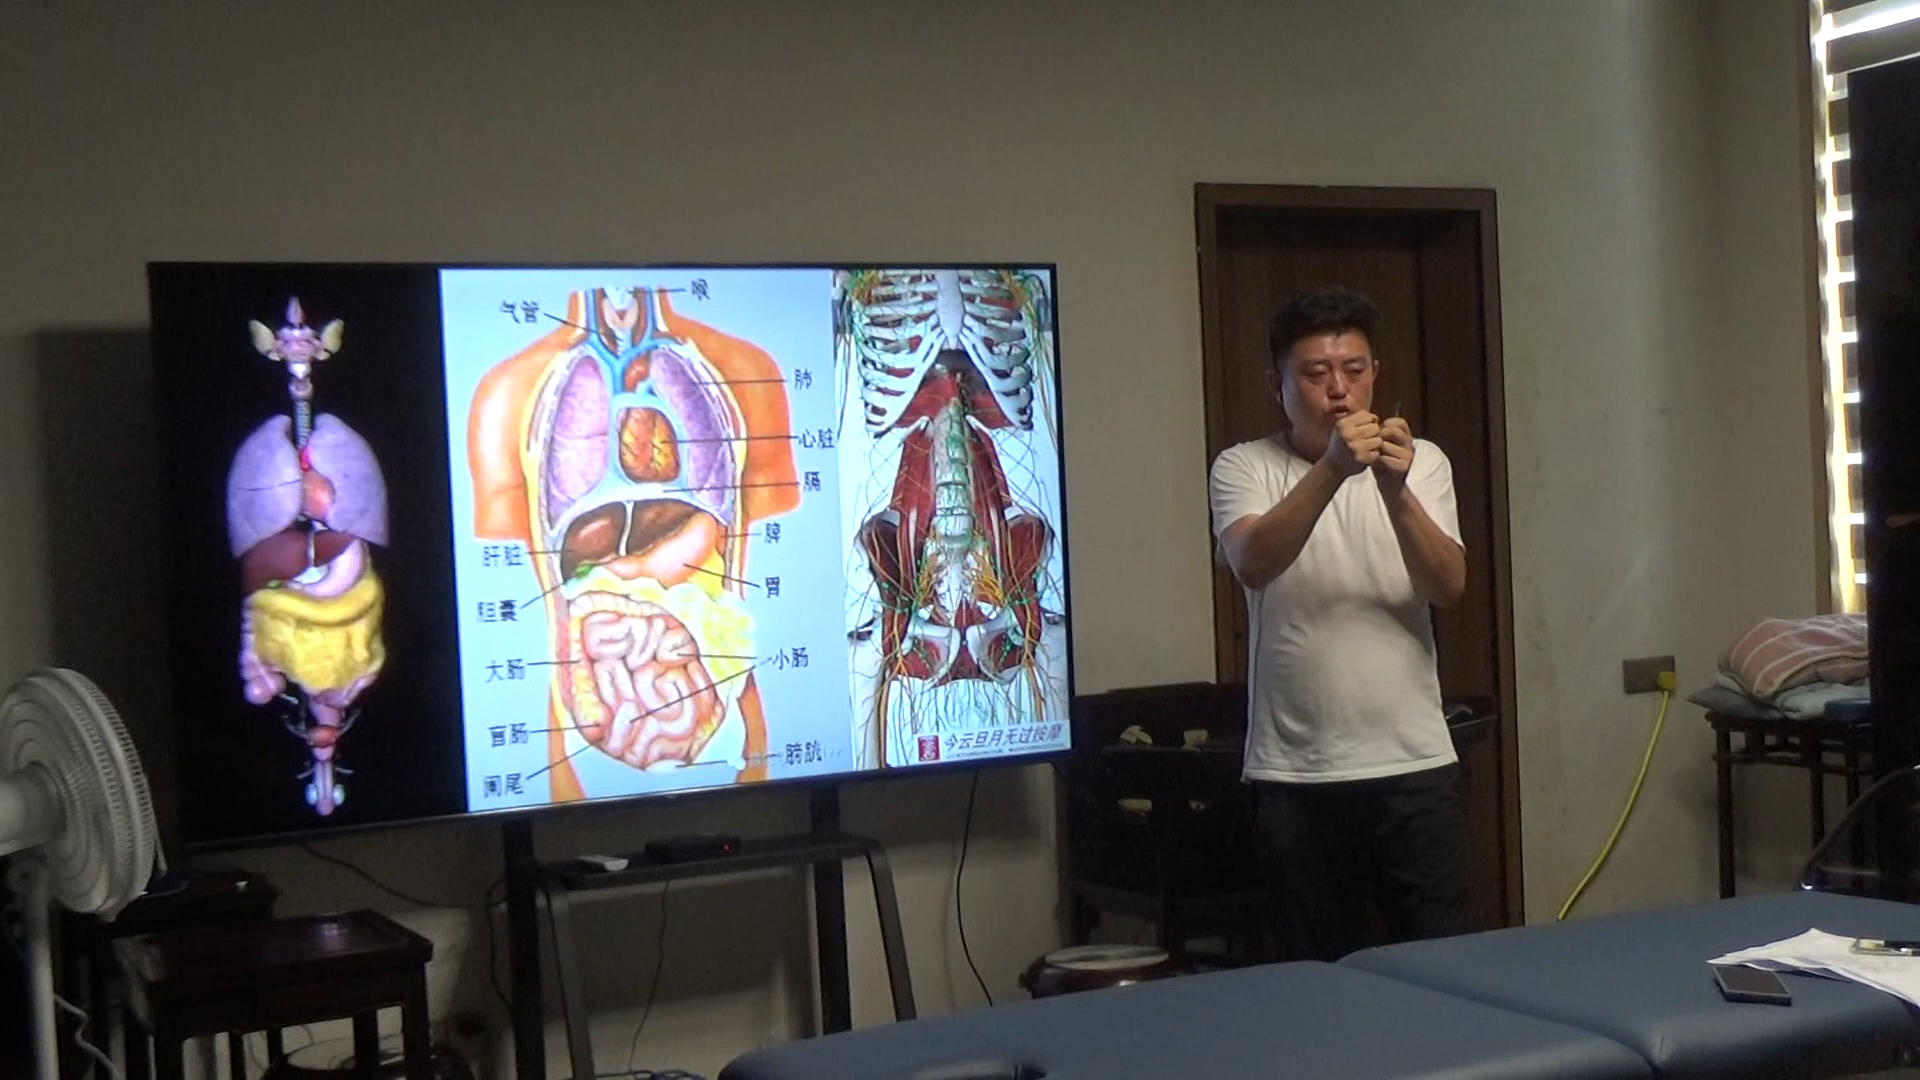 喉
气管
肺
心脏
膈
脾
肝脏
胃
胆囊
大肠
小肠
盲肠
膀胱
阑尾
今云旦月无过按摩